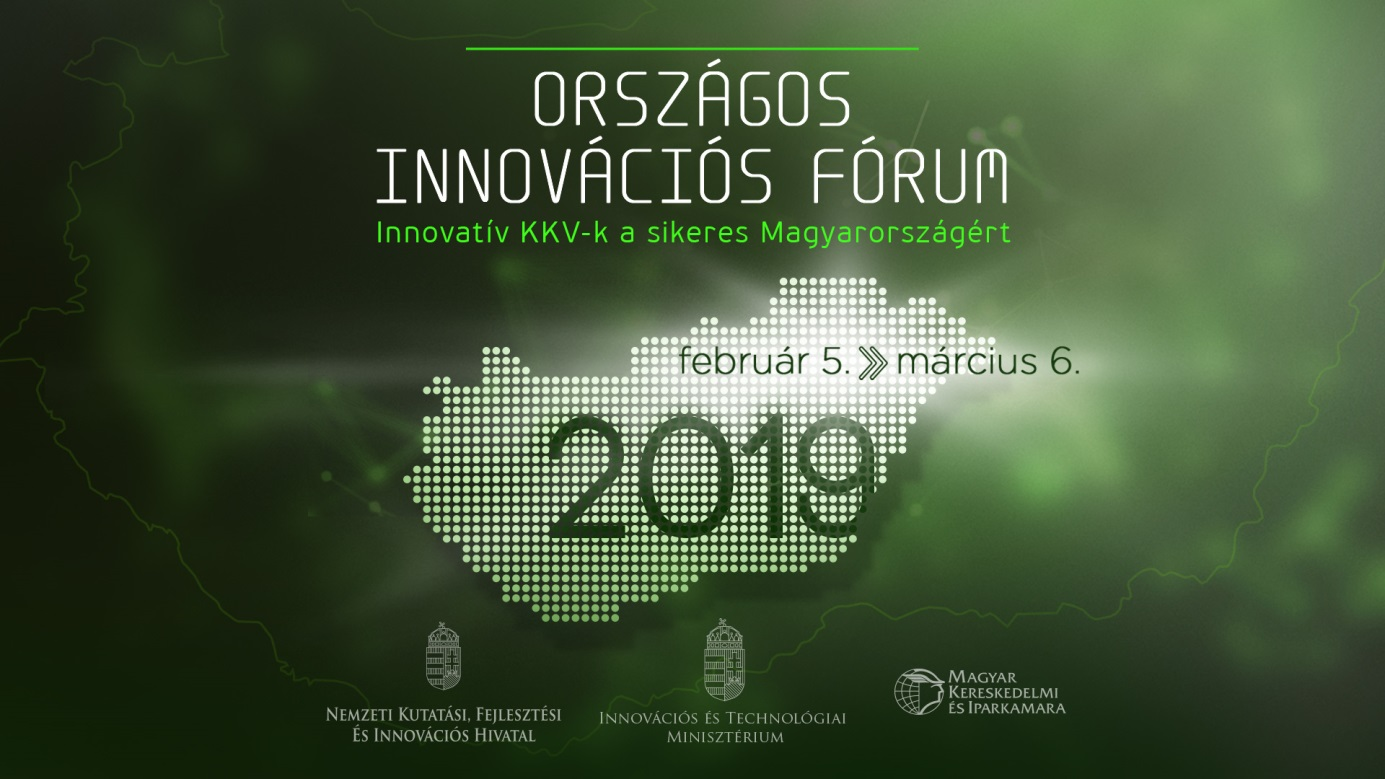 ORSZÁGOS
INNOVÁCIÓS FÓRUM
Innovatív KKV-k a sikeres Magyarországért
február 5. március 6.
2019
NEMZETI KUTATÁSI, FEJLESZTÉSI
ÉS INNOVÁCIÓS HIVATAL
INNOVÁCIÓS ÉS TECHNOLÓGIAI
MINISZTÉRIUM
MAGYAR
KERESKEDELMI
ÉS IPARKAMARA